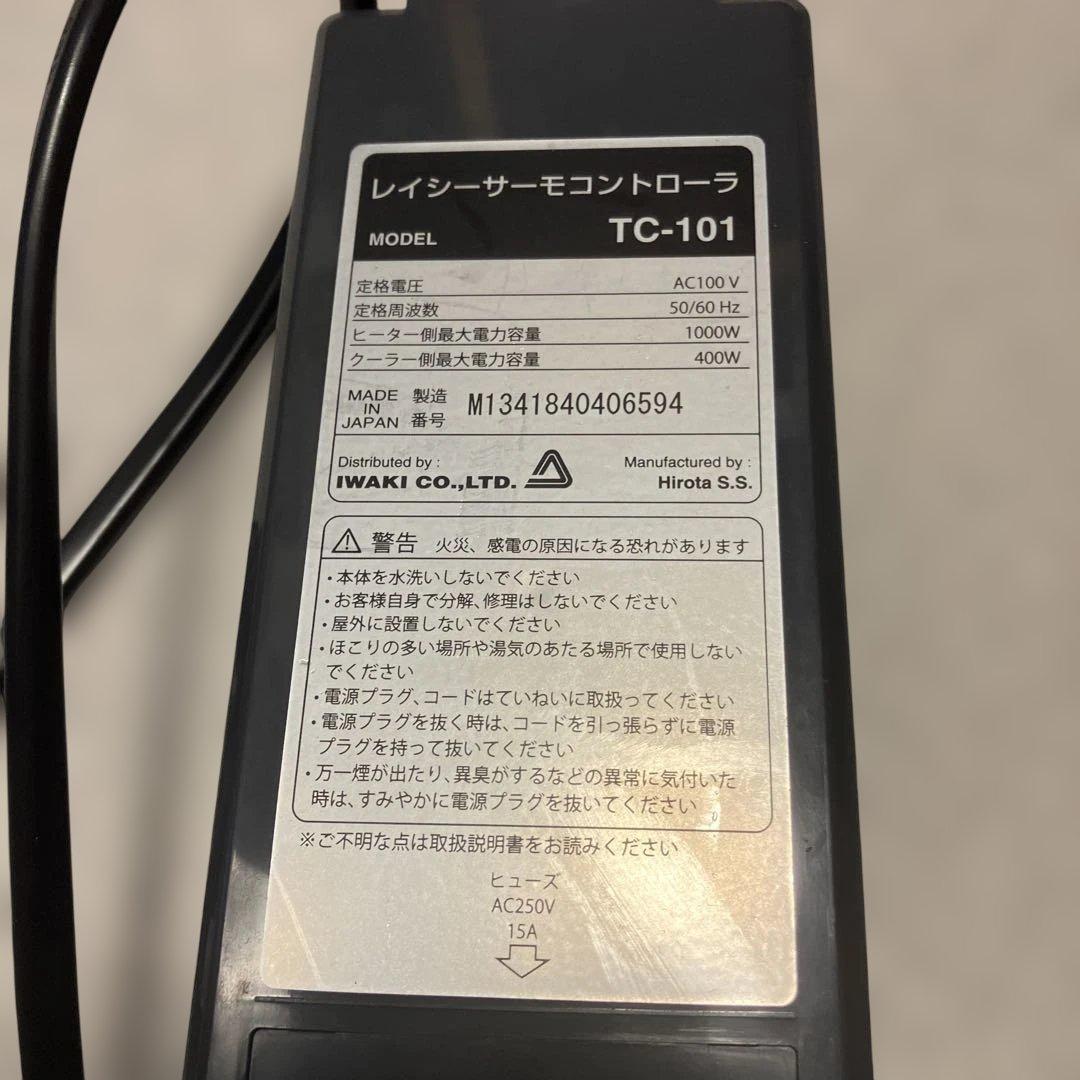 レイシーサーモコントローラ
MODEL TC-101
定格電圧 AC100 V
定格周波数 50/60 Hz
ヒーター側最大電力容量 1000W
クーラー側最大電力容量 400W
MADE IN JAPAN 製造番号 M1341840406594
Distributed by : Manufactured by :
IWAKI CO.,LTD. Hirota S.S.
警告 火災、感電の原因になる恐れがあります
・本体を水洗いしないでください
・お客様自身で分解、修理はしないでください
・屋外に設置しないでください
・ほこりの多い場所や湯気のあたる場所で使用しない
でください
・電源プラグ、コードはていねいに取扱ってください
・電源プラグを抜く時は、コードを引っ張らずに電源
プラグを持って抜いてください
・万一煙が出たり、異臭がするなどの異常に気付いた
時は、すみやかに電源プラグを抜いてください
※ご不明な点は取扱説明書をお読みください
ヒューズ
AC250V
15A